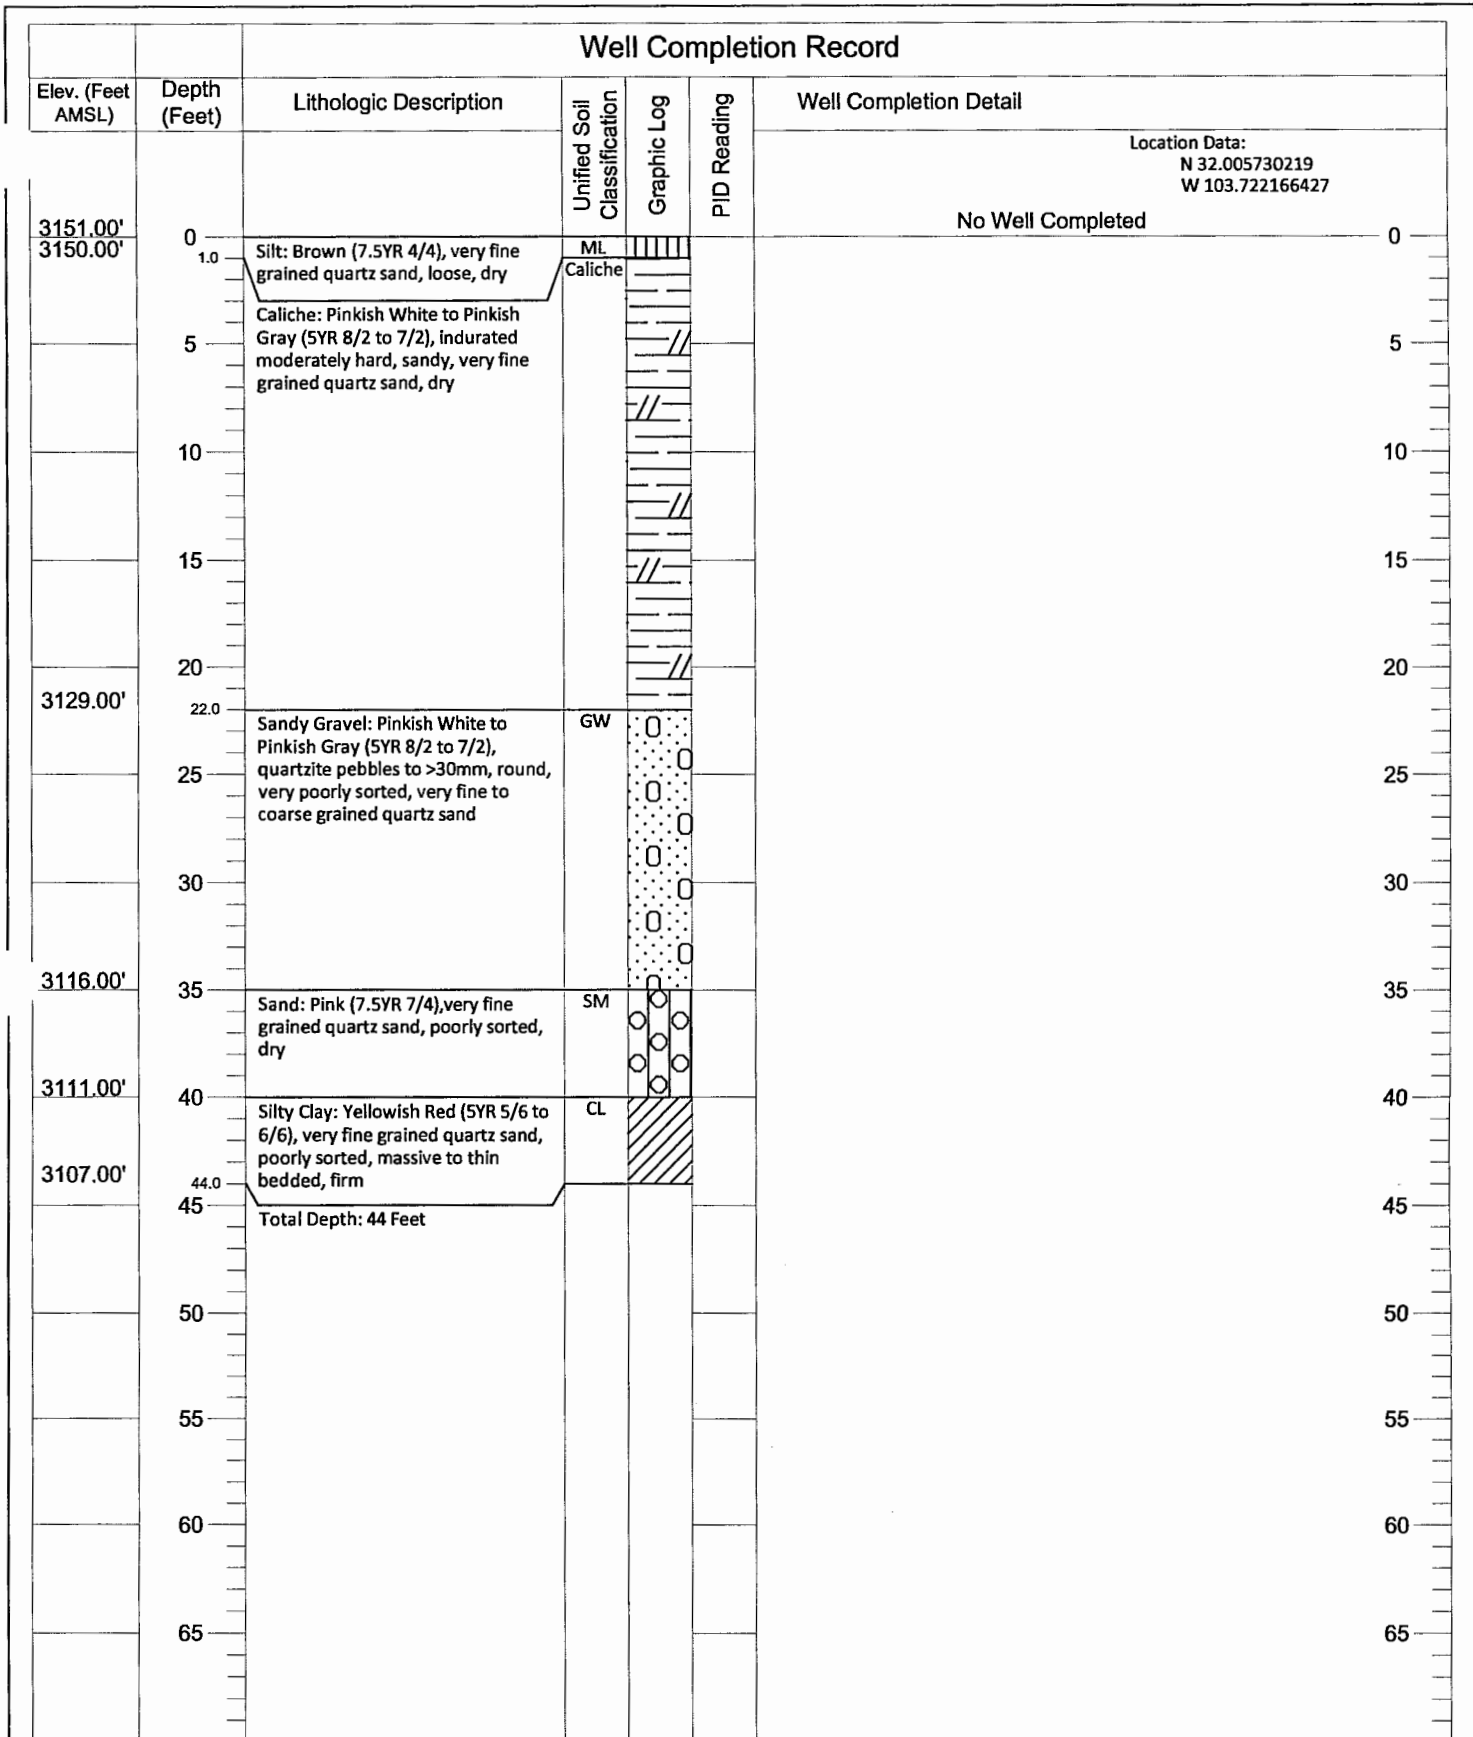 Well Completion Record
Elev. (Feet
AMSL)
Depth
(Feet)
Lithologic Description
Unified Soil
Classification
Graphic Log
PID Reading
Well Completion Detail
Location Data:
N 32.005730219
W 103.722166427
No Well Completed
3151.00'
0
0
3150.00'
1.0
Silt: Brown (7.5YR 4/4), very fine
grained quartz sand, loose, dry
ML
Caliche
Caliche: Pinkish White to Pinkish
Gray (5YR 8/2 to 7/2), indurated
moderately hard, sandy, very fine
grained quartz sand, dry
5
5
10
10
15
15
20
20
3129.00'
22.0
Sandy Gravel: Pinkish White to
Pinkish Gray (5YR 8/2 to 7/2),
quartzite pebbles to >30mm, round,
very poorly sorted, very fine to
coarse grained quartz sand
GW
25
25
30
30
3116.00'
35
35
Sand: Pink (7.5YR 7/4),very fine
grained quartz sand, poorly sorted,
dry
SM
3111.00'
40
40
Silty Clay: Yellowish Red (5YR 5/6 to
6/6), very fine grained quartz sand,
poorly sorted, massive to thin
bedded, firm
CL
3107.00'
44.0
45
45
Total Depth: 44 Feet
50
50
55
55
60
60
65
65